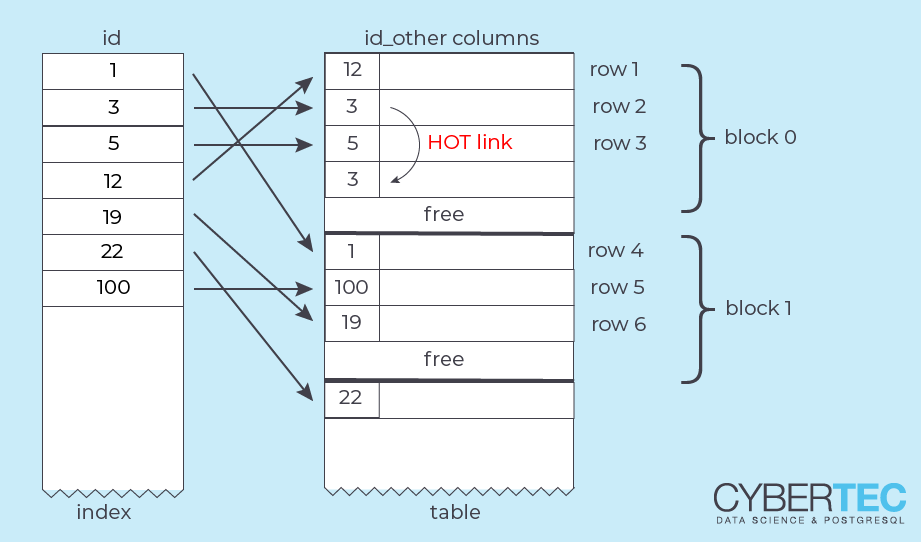 id
1
3
5
12
19
22
100
index
id_other columns
12
3
5
3
free
1
100
19
free
22
table
HOT link
row 1
row 2
row 3
row 4
row 5
row 6
block 0
block 1
CYBERTEC
DATA SCIENCE & POSTGRESQL